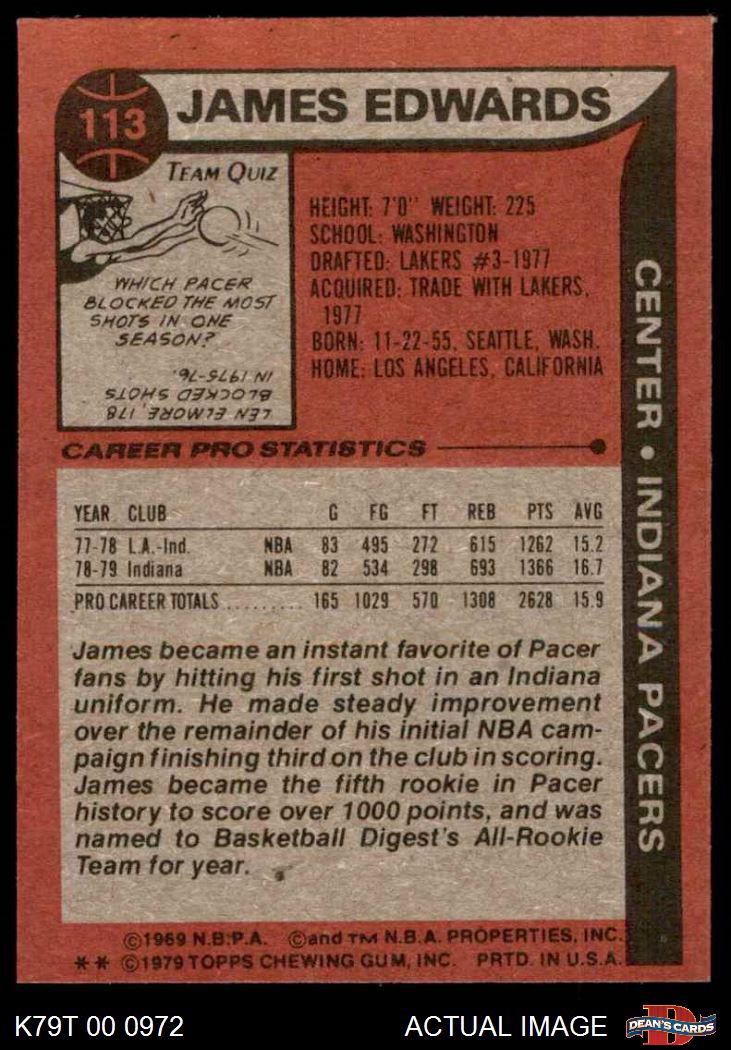 113
JAMES EDWARDS
TEAM QUIZ
WHICH PACER
BLOCKED THE MOST
SHOTS IN ONE
SEASON?
LEN ELMORE, 178
BLOCKED SHOTS
IN 1975-76.
HEIGHT: 7'0" WEIGHT: 225
SCHOOL: WASHINGTON
DRAFTED: LAKERS #3-1977
ACQUIRED: TRADE WITH LAKERS,
1977
BORN: 11-22-55, SEATTLE, WASH.
HOME: LOS ANGELES, CALIFORNIA
CENTER • INDIANA PACERS
CAREER PRO STATISTICS
YEAR CLUB G FG FT REB PTS AVG
77-78 L.A.-Ind. NBA 83 495 272 615 1262 15.2
78-79 Indiana NBA 82 534 298 693 1366 16.7
PRO CAREER TOTALS .......... 165 1029 570 1308 2628 15.9
James became an instant favorite of Pacer
fans by hitting his first shot in an Indiana
uniform. He made steady improvement
over the remainder of his initial NBA cam-
paign finishing third on the club in scoring.
James became the fifth rookie in Pacer
history to score over 1000 points, and was
named to Basketball Digest's All-Rookie
Team for year.
©1969 N.B.P.A. ©and TM N.B.A. PROPERTIES, INC.
** ©1979 TOPPS CHEWING GUM, INC. PRTD. IN U.S.A.
K79T 00 0972
ACTUAL IMAGE
D
DEAN'S CARDS